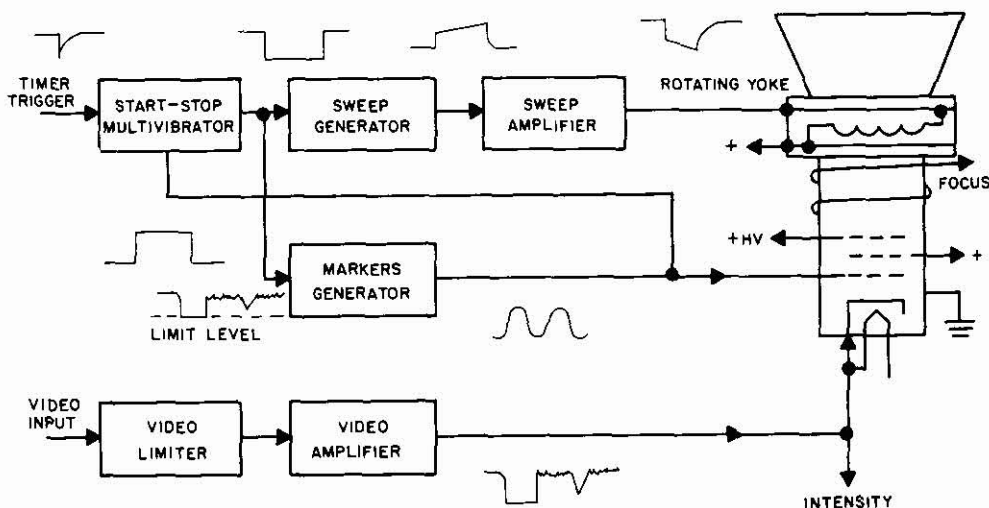 TIMER
TRIGGER
START-STOP
MULTIVIBRATOR
SWEEP
GENERATOR
SWEEP
AMPLIFIER
ROTATING YOKE
+
FOCUS
+HV
+
MARKERS
GENERATOR
LIMIT LEVEL
VIDEO
INPUT
VIDEO
LIMITER
VIDEO
AMPLIFIER
INTENSITY